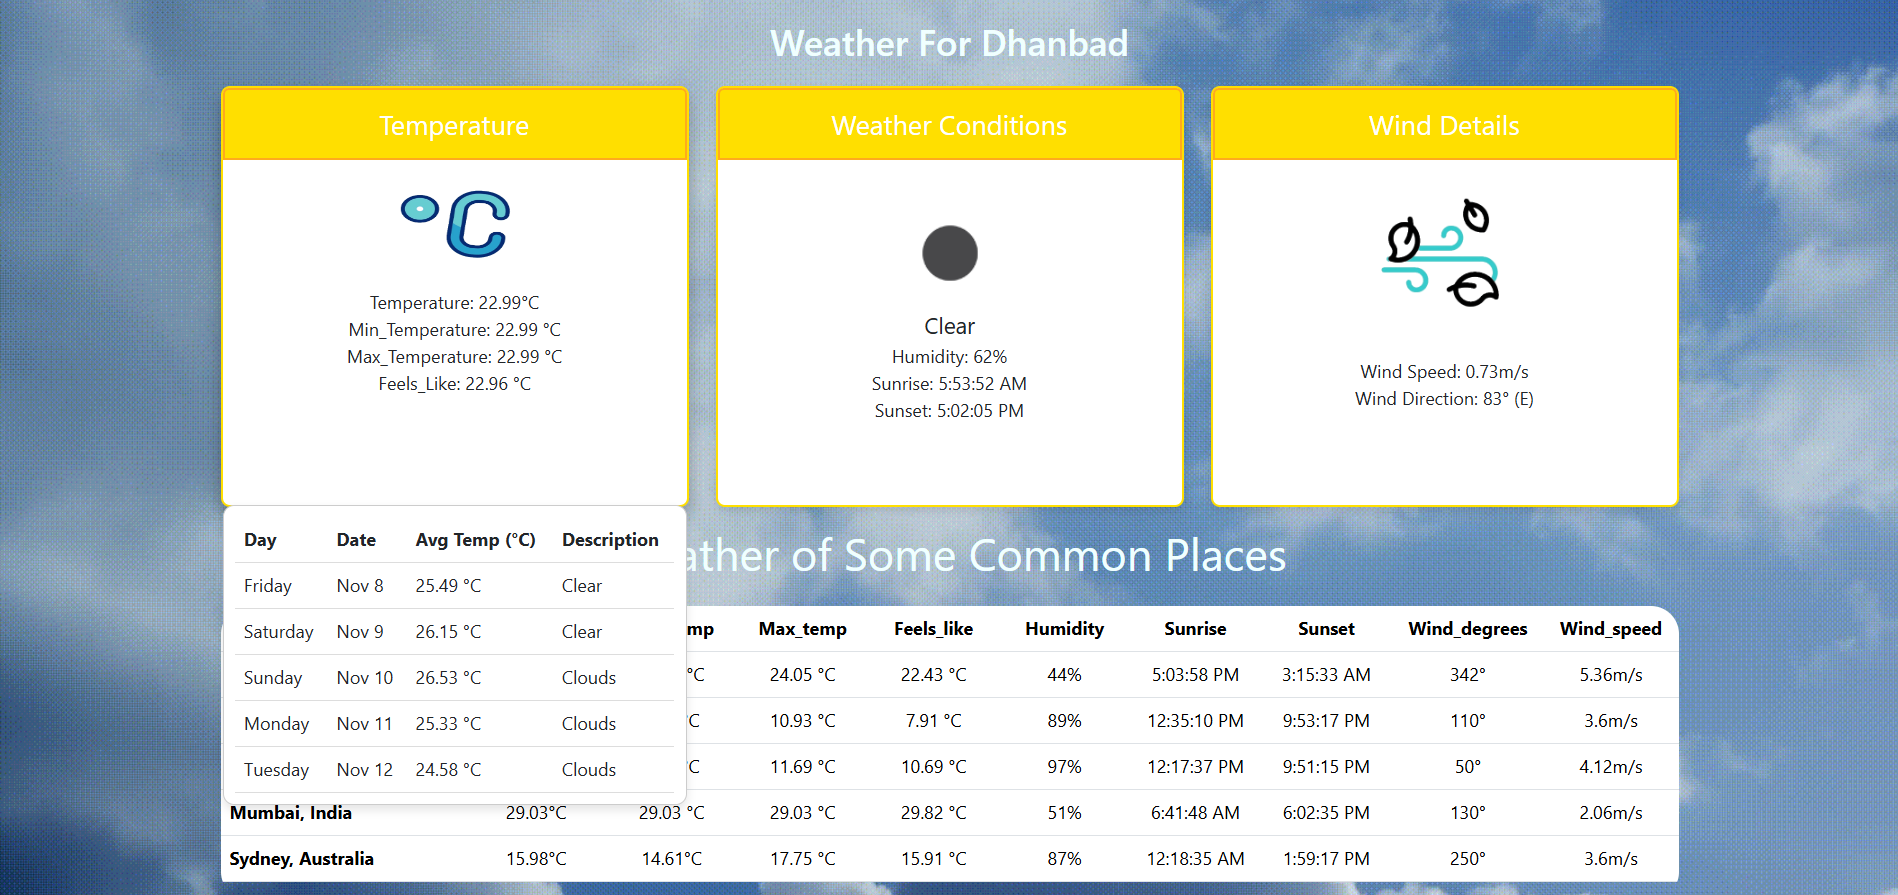 Weather For Dhanbad
Temperature
°C
Temperature: 22.99°C
Min_Temperature: 22.99 °C
Max_Temperature: 22.99 °C
Feels_Like: 22.96 °C
Weather Conditions
Clear
Humidity: 62%
Sunrise: 5:53:52 AM
Sunset: 5:02:05 PM
Wind Details
Wind Speed: 0.73m/s
Wind Direction: 83° (E)
Day Date Avg Temp (°C) Description
Friday Nov 8 25.49 °C Clear
Saturday Nov 9 26.15 °C Clear
Sunday Nov 10 26.53 °C Clouds
Monday Nov 11 25.33 °C Clouds
Tuesday Nov 12 24.58 °C Clouds
ather of Some Common Places
mp Max_temp Feels_like Humidity Sunrise Sunset Wind_degrees Wind_speed
°C 24.05 °C 22.43 °C 44% 5:03:58 PM 3:15:33 AM 342° 5.36m/s
C 10.93 °C 7.91 °C 89% 12:35:10 PM 9:53:17 PM 110° 3.6m/s
C 11.69 °C 10.69 °C 97% 12:17:37 PM 9:51:15 PM 50° 4.12m/s
Mumbai, India 29.03°C 29.03 °C 29.03 °C 29.82 °C 51% 6:41:48 AM 6:02:35 PM 130° 2.06m/s
Sydney, Australia 15.98°C 14.61°C 17.75 °C 15.91 °C 87% 12:18:35 AM 1:59:17 PM 250° 3.6m/s